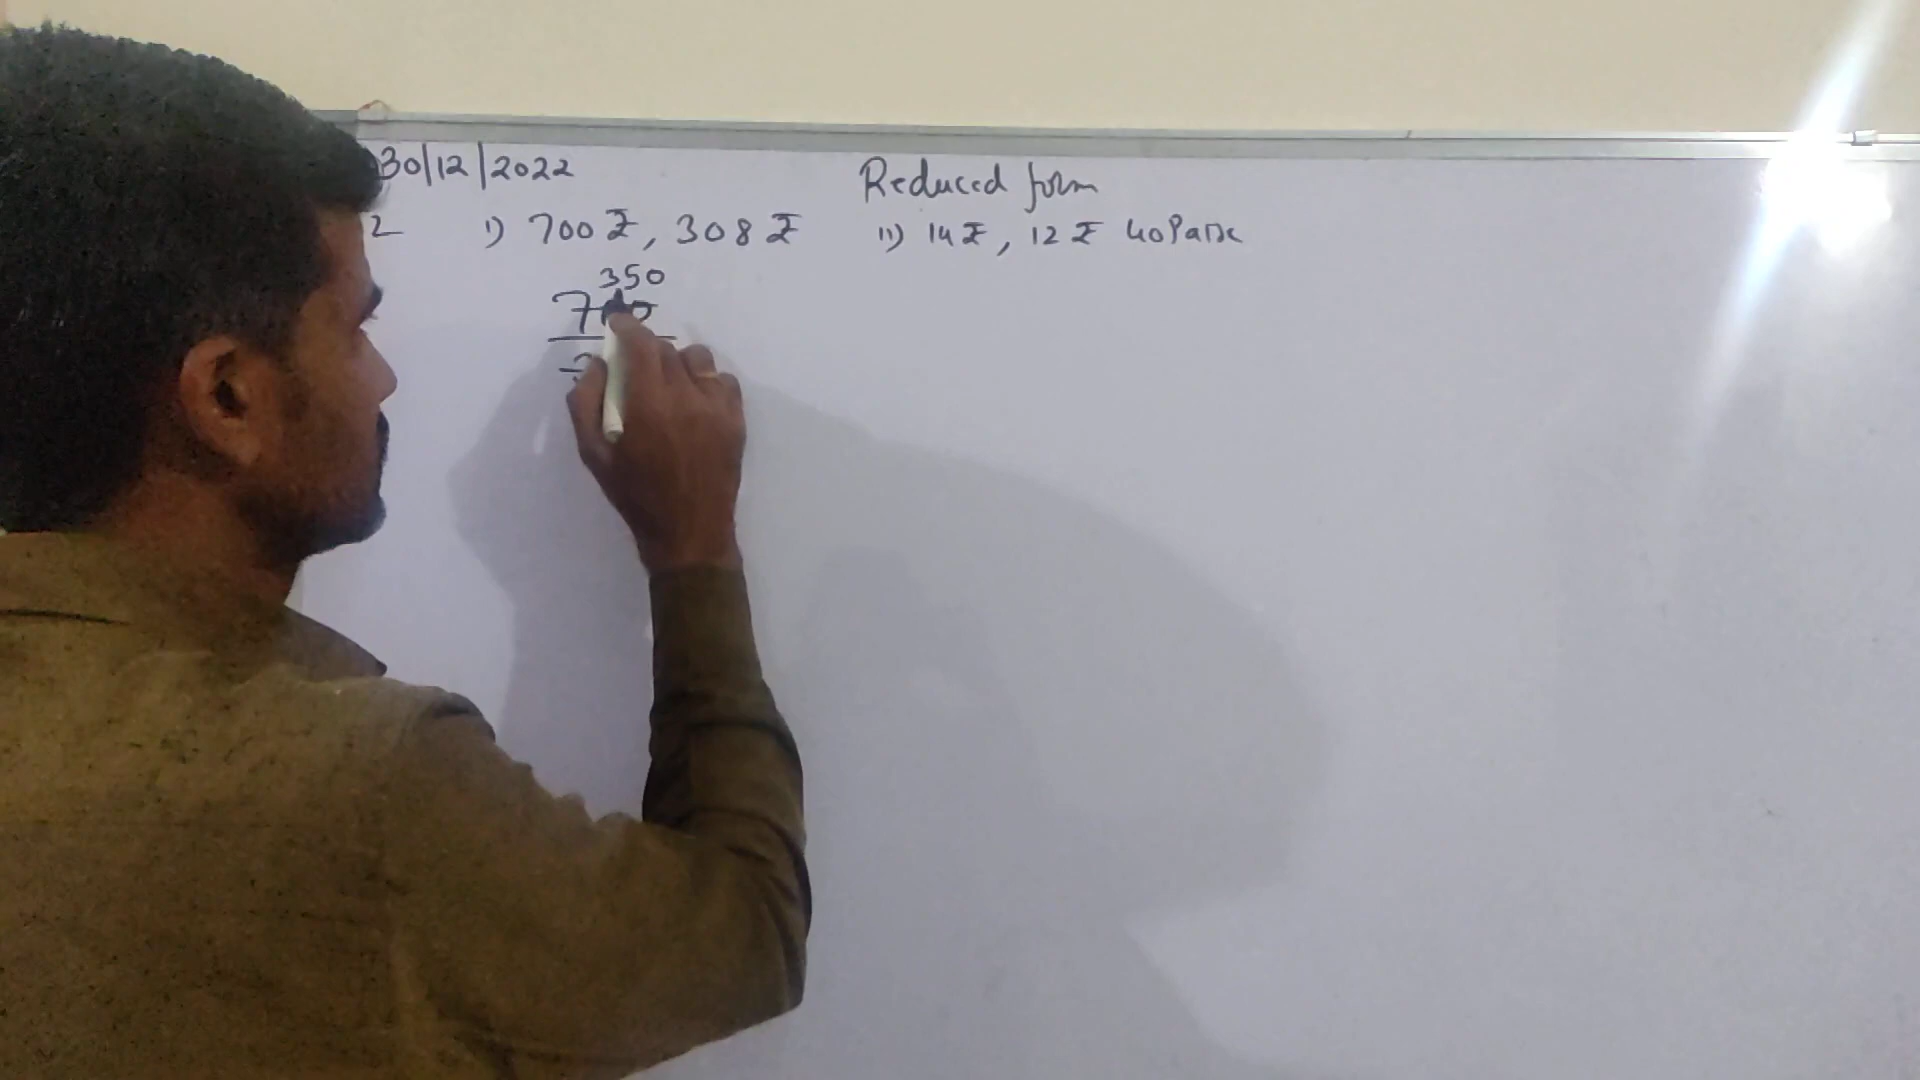 30/12/2022
Reduced form
2 i) 700 ₹, 308 ₹ ii) 14 ₹, 12 ₹ 40 Paise
350